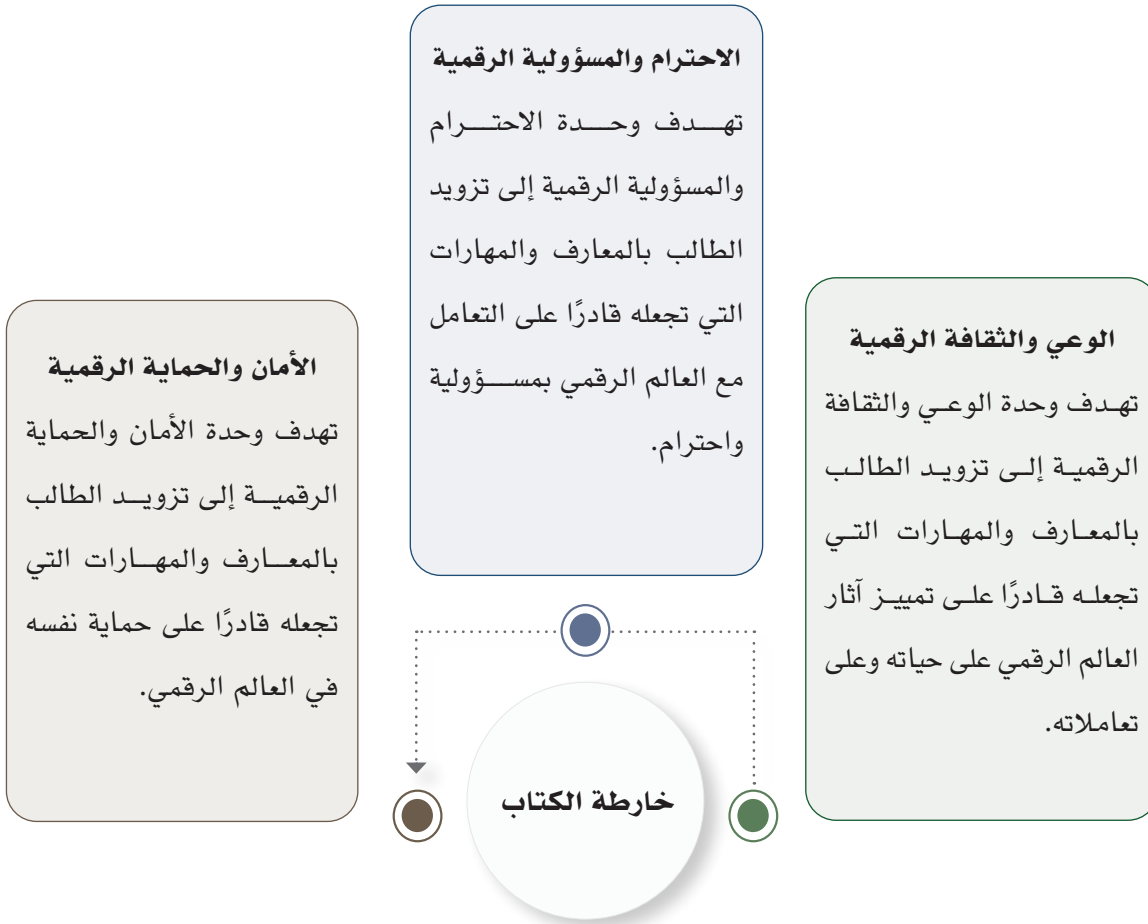 الوعي والثقافة الرقمية
تهدف وحدة الوعي والثقافة
الرقمية إلى تزويد الطالب
بالمعارف والمهارات التي
تجعله قادرًا على تمييز آثار
العالم الرقمي على حياته وعلى
تعاملاته.
الاحترام والمسؤولية الرقمية
تهدف وحدة الاحترام
والمسؤولية الرقمية إلى تزويد
الطالب بالمعارف والمهارات
التي تجعله قادرًا على التعامل
مع العالم الرقمي بمسؤولية
واحترام.
الأمان والحماية الرقمية
تهدف وحدة الأمان والحماية
الرقمية إلى تزويد الطالب
بالمعارف والمهارات التي
تجعله قادرًا على حماية نفسه
في العالم الرقمي.
خارطة الكتاب